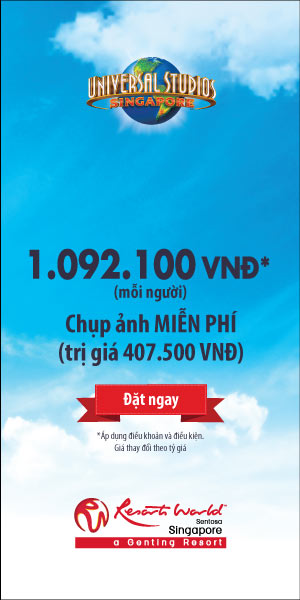 UNIVERSAL STUDIOS
SINGAPORE
1.092.100 VNĐ*
(mỗi người)
Chụp ảnh MIỄN PHÍ
(trị giá 407.500 VNĐ)
Đặt ngay
*Áp dụng điều khoản và điều kiện.
Giá thay đổi theo tỷ giá
Resorts World™
Sentosa
Singapore
a Genting Resort